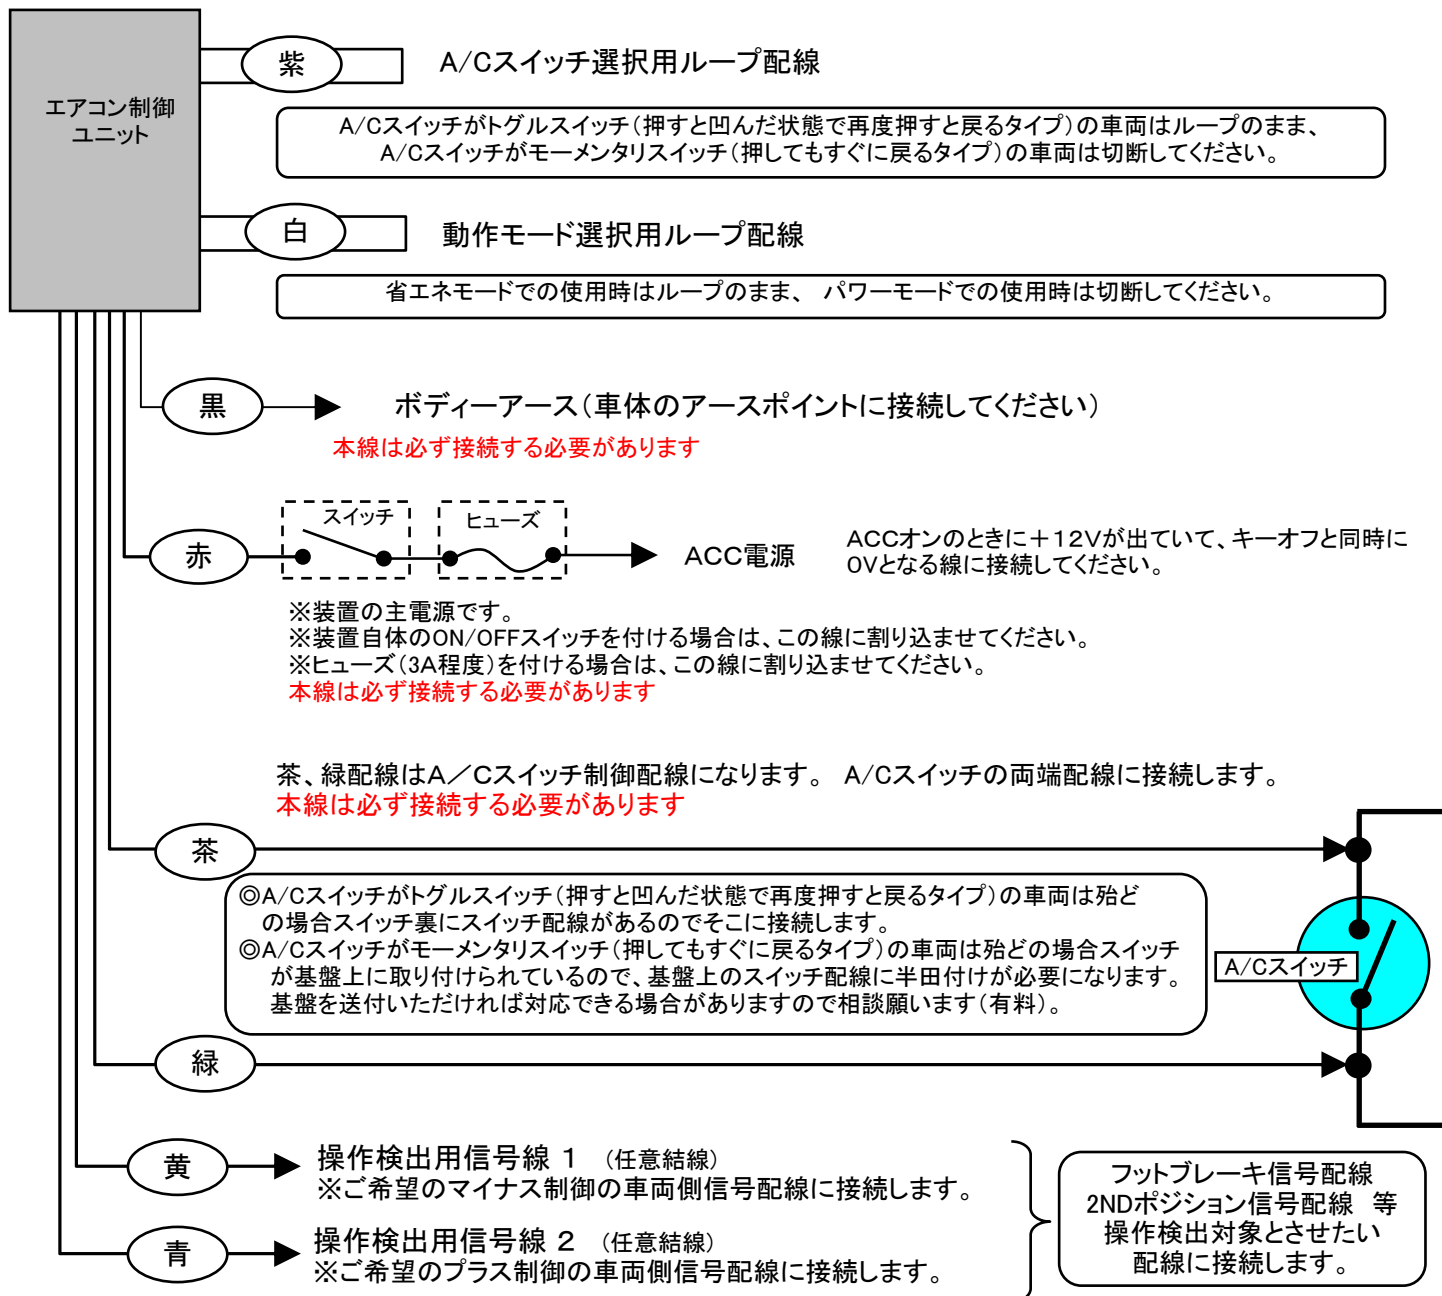 エアコン制御
ユニット
紫
A/Cスイッチ選択用ループ配線
A/Cスイッチがトグルスイッチ(押すと凹んだ状態で再度押すと戻るタイプ)の車両はループのまま、
A/Cスイッチがモーメンタリスイッチ(押してもすぐに戻るタイプ)の車両は切断してください。
白
動作モード選択用ループ配線
省エネモードでの使用時はループのまま、 パワーモードでの使用時は切断してください。
黒
ボディーアース(車体のアースポイントに接続してください)
本線は必ず接続する必要があります
赤
スイッチ
ヒューズ
ACC電源
ACCオンのときに+12Vが出ていて、キーオフと同時に
0Vとなる線に接続してください。
※装置の主電源です。
※装置自体のON/OFFスイッチを付ける場合は、この線に割り込ませてください。
※ヒューズ(3A程度)を付ける場合は、この線に割り込ませてください。
本線は必ず接続する必要があります
茶、緑配線はA/Cスイッチ制御配線になります。 A/Cスイッチの両端配線に接続します。
本線は必ず接続する必要があります
茶
◎A/Cスイッチがトグルスイッチ(押すと凹んだ状態で再度押すと戻るタイプ)の車両は殆ど
の場合スイッチ裏にスイッチ配線があるのでそこに接続します。
◎A/Cスイッチがモーメンタリスイッチ(押してもすぐに戻るタイプ)の車両は殆どの場合スイッチ
が基盤上に取り付けられているので、基盤上のスイッチ配線に半田付けが必要になります。
基盤を送付いただければ対応できる場合がありますので相談願います(有料)。
A/Cスイッチ
緑
黄
操作検出用信号線 1 (任意結線)
※ご希望のマイナス制御の車両側信号配線に接続します。
青
操作検出用信号線 2 (任意結線)
※ご希望のプラス制御の車両側信号配線に接続します。
フットブレーキ信号配線
2NDポジション信号配線 等
操作検出対象とさせたい
配線に接続します。